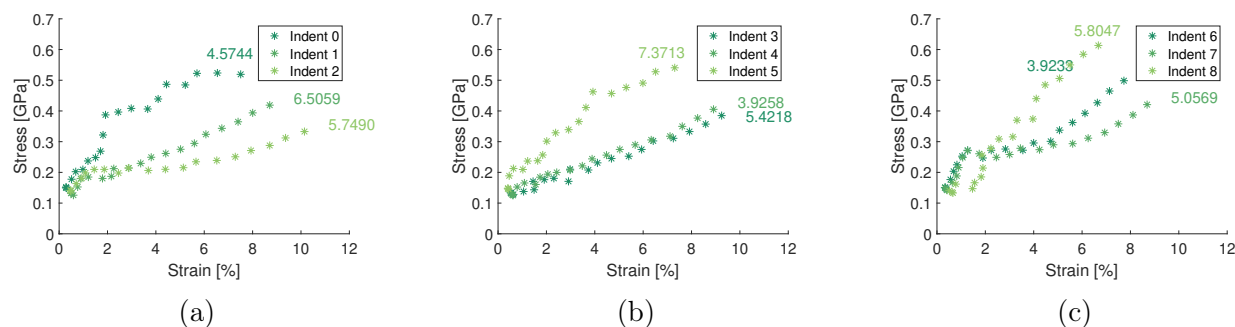 0.7
0.6
0.5
0.4
0.3
0.2
0.1
0
Stress [GPa]
0 2 4 6 8 10 12
Strain [%]
Indent 0
Indent 1
Indent 2
4.5744
6.5059
5.7490
(a)
0.7
0.6
0.5
0.4
0.3
0.2
0.1
0
Stress [GPa]
0 2 4 6 8 10 12
Strain [%]
Indent 3
Indent 4
Indent 5
7.3713
3.9258
5.4218
(b)
0.7
0.6
0.5
0.4
0.3
0.2
0.1
0
Stress [GPa]
0 2 4 6 8 10 12
Strain [%]
Indent 6
Indent 7
Indent 8
5.8047
3.9233
5.0569
(c)